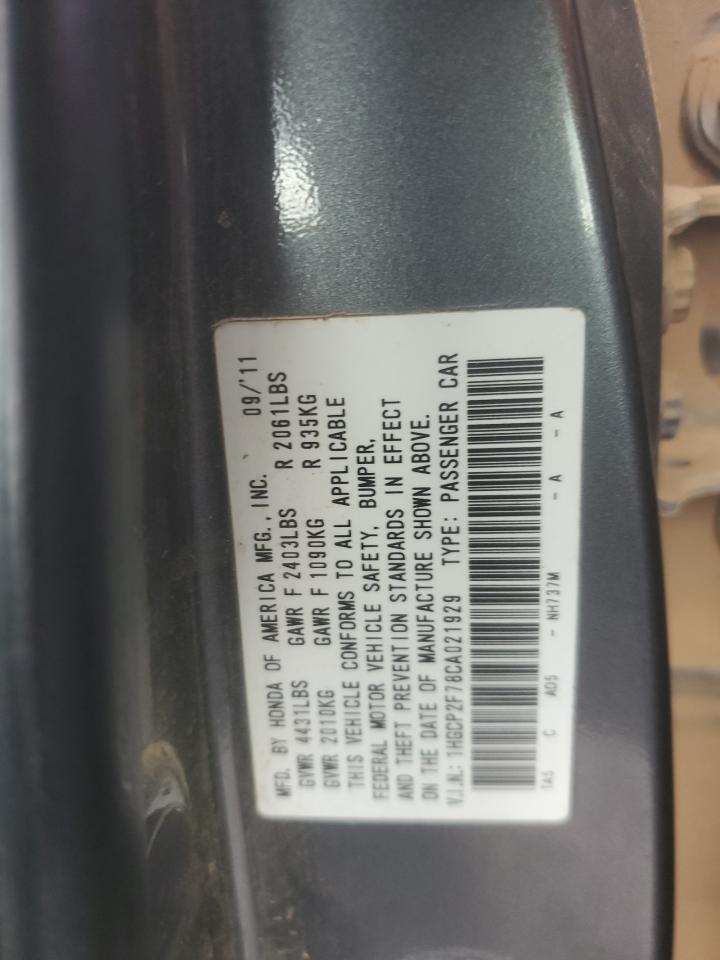 MFD. BY HONDA OF AMERICA MFG., INC. 09/'11
GVWR 4431LBS GAWR F 2403LBS R 2061LBS
GVWR 2010KG GAWR F 1090KG R 935KG
THIS VEHICLE CONFORMS TO ALL APPLICABLE
FEDERAL MOTOR VEHICLE SAFETY, BUMPER,
AND THEFT PREVENTION STANDARDS IN EFFECT
ON THE DATE OF MANUFACTURE SHOWN ABOVE.
V.I.N.: 1HGCP2F78CA021929 TYPE: PASSENGER CAR
TA5 C AD5 - NH737M - A - A